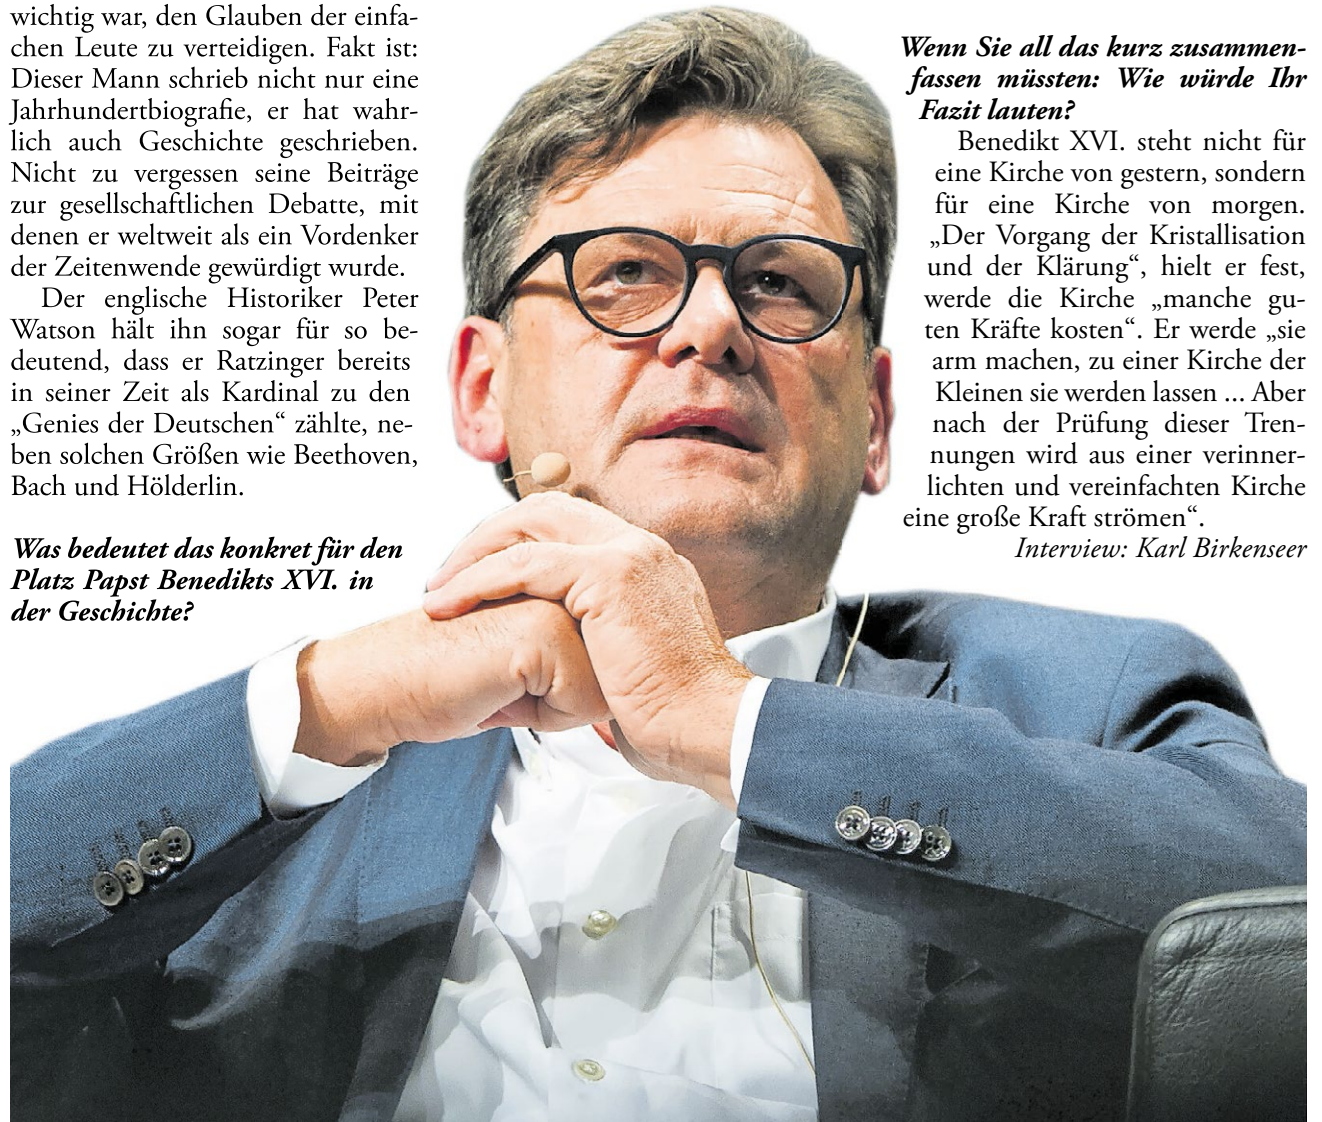 wichtig war, den Glauben der einfa-
chen Leute zu verteidigen. Fakt ist:
Dieser Mann schrieb nicht nur eine
Jahrhundertbiografie, er hat wahr-
lich auch Geschichte geschrieben.
Nicht zu vergessen seine Beiträge
zur gesellschaftlichen Debatte, mit
denen er weltweit als ein Vordenker
der Zeitenwende gewürdigt wurde.
Der englische Historiker Peter
Watson hält ihn sogar für so be-
deutend, dass er Ratzinger bereits
in seiner Zeit als Kardinal zu den
„Genies der Deutschen“ zählte, ne-
ben solchen Größen wie Beethoven,
Bach und Hölderlin.
Was bedeutet das konkret für den
Platz Papst Benedikts XVI. in
der Geschichte?
Wenn Sie all das kurz zusammen-
fassen müssten: Wie würde Ihr
Fazit lauten?
Benedikt XVI. steht nicht für
eine Kirche von gestern, sondern
für eine Kirche von morgen.
„Der Vorgang der Kristallisation
und der Klärung“, hielt er fest,
werde die Kirche „manche gu-
ten Kräfte kosten“. Er werde „sie
arm machen, zu einer Kirche der
Kleinen sie werden lassen ... Aber
nach der Prüfung dieser Tren-
nungen wird aus einer verinner-
lichten und vereinfachten Kirche
eine große Kraft strömen“.
Interview: Karl Birkenseer